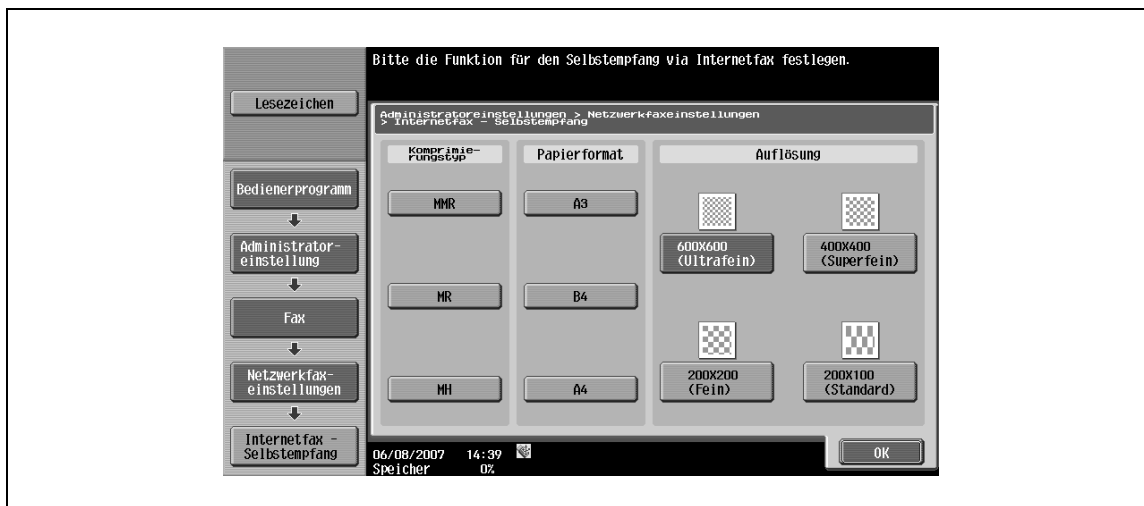 Bitte die Funktion für den Selbstempfang via Internetfax festlegen.
Lesezeichen
Administratoreinstellungen > Netzwerkfaxeinstellungen
> Internetfax - Selbstempfang
Komprimie-
rungstyp
Papierformat
Auflösung
Bedienerprogramm
MMR
A3
Administrator-
einstellung
600X600
(Ultrafein)
400X400
(Superfein)
MR
B4
Fax
Netzwerkfax-
einstellungen
MH
A4
200X200
(Fein)
200X100
(Standard)
Internetfax -
Selbstempfang
06/08/2007 14:39
Speicher 0%
OK